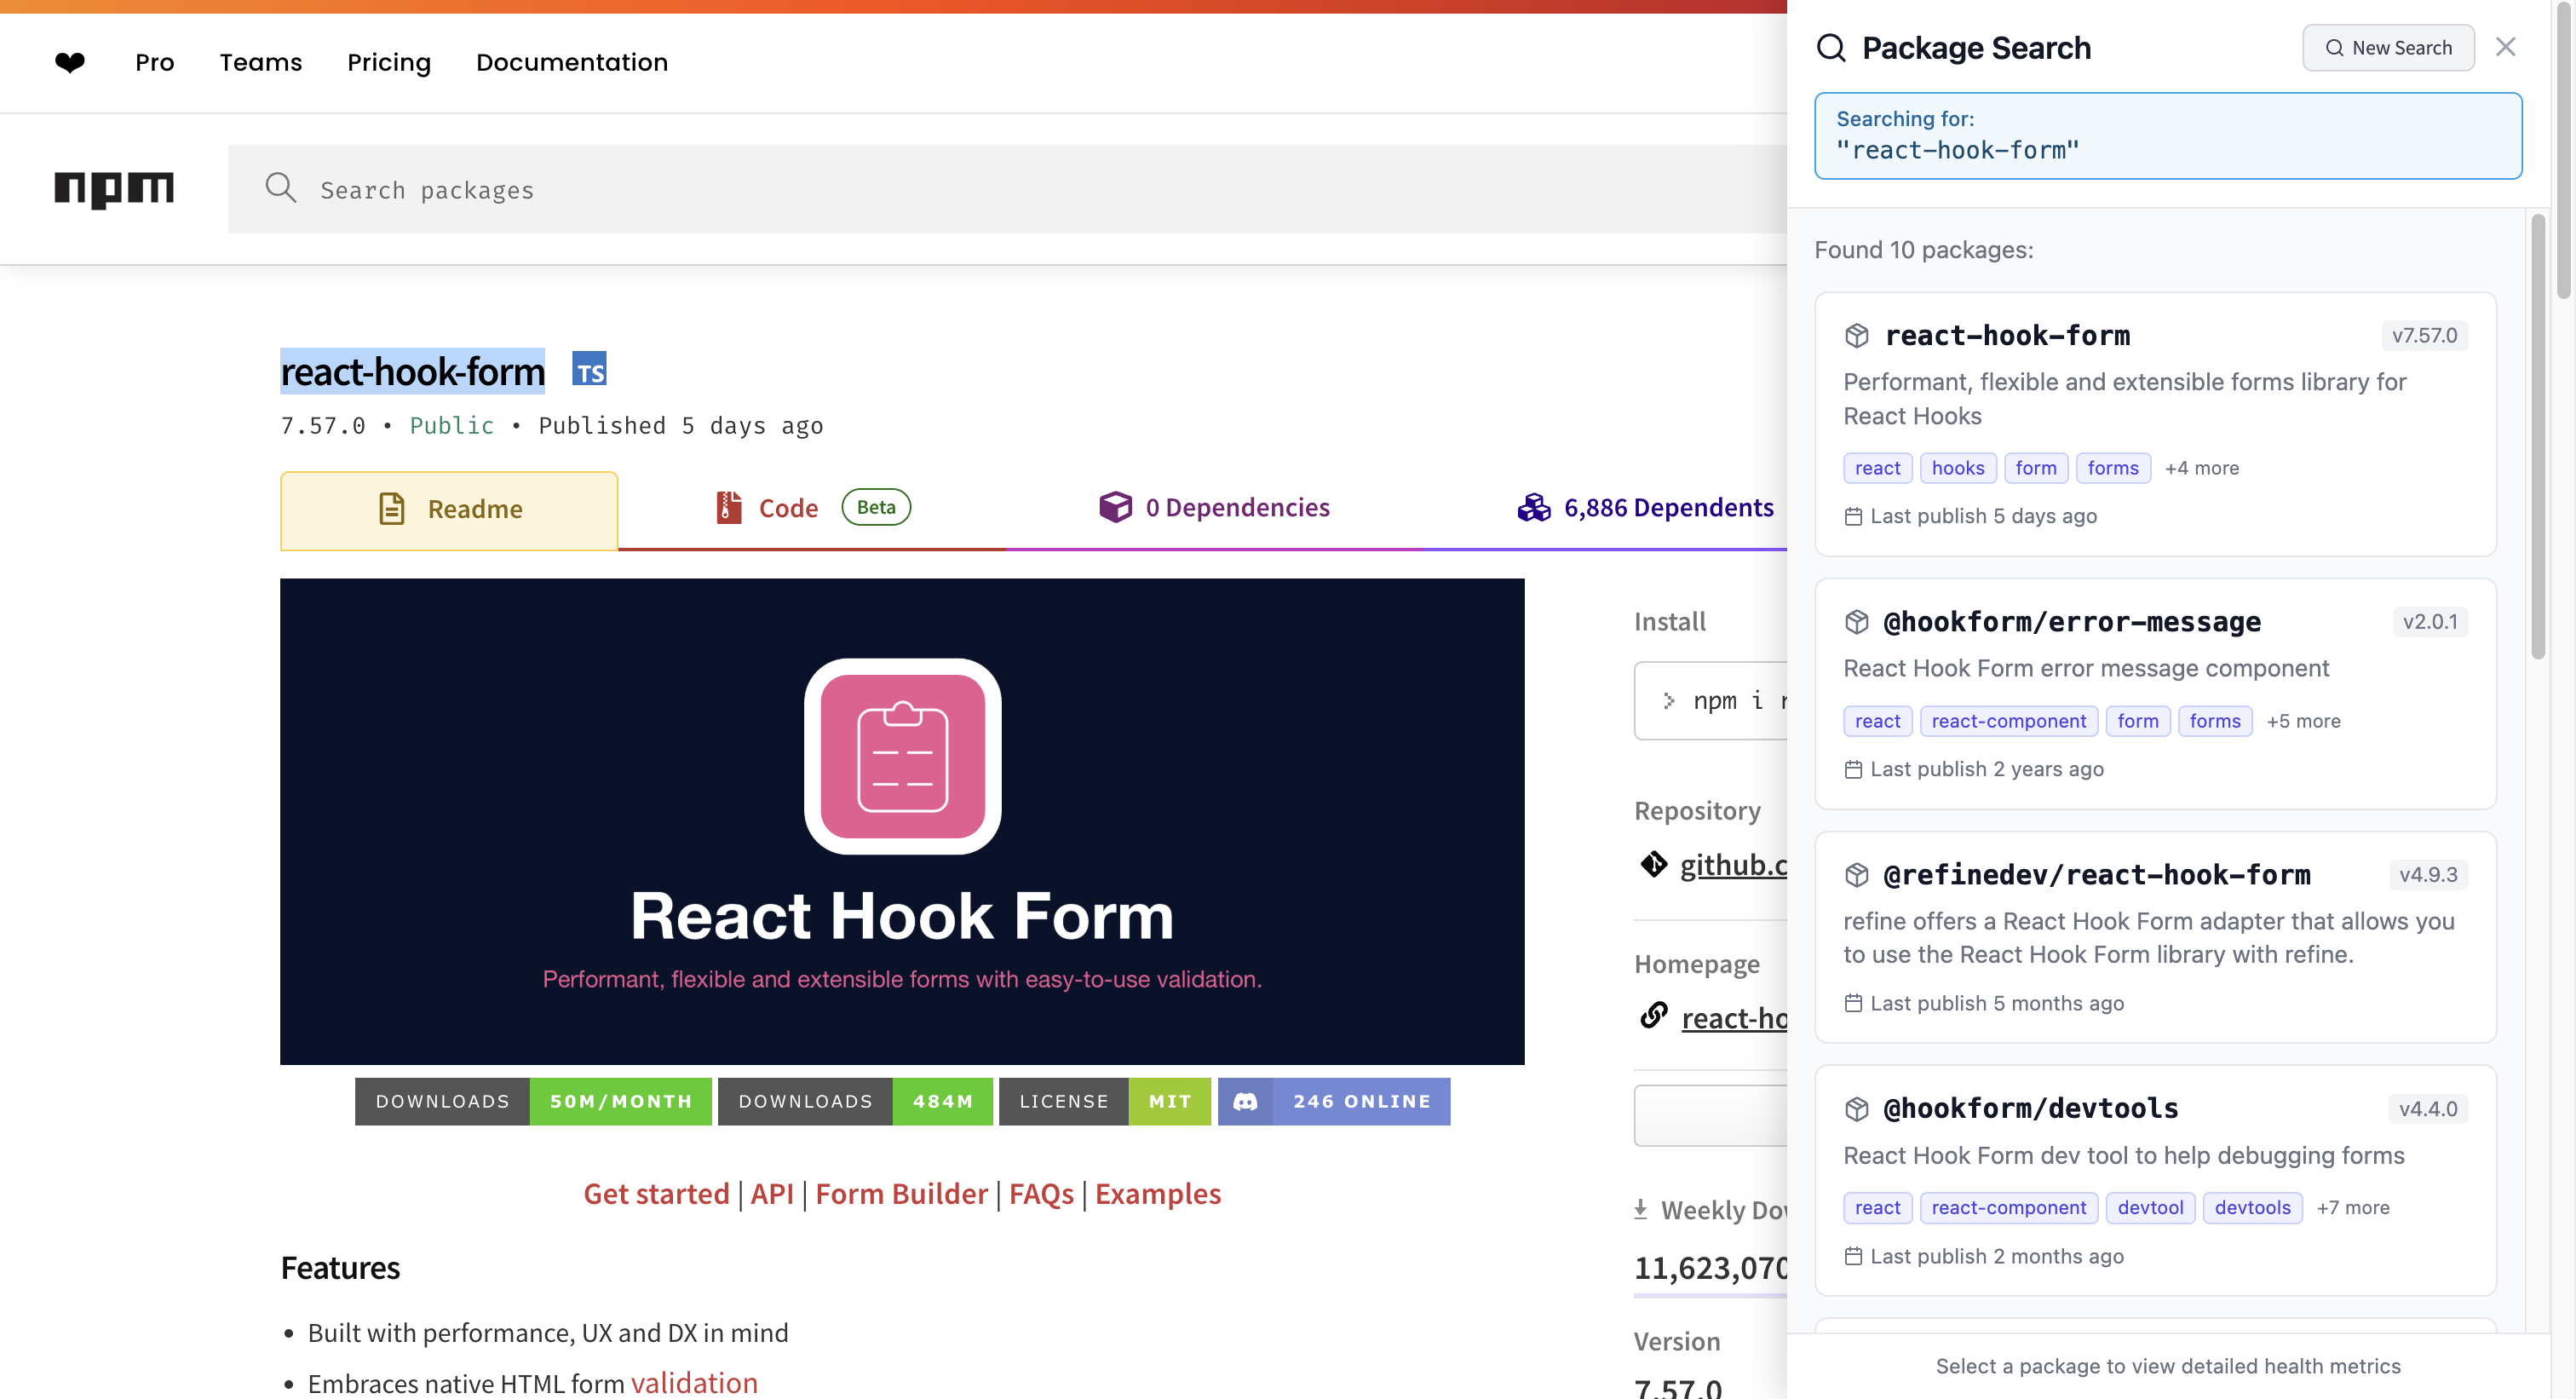 Pro Teams Pricing Documentation
npm
Search packages
react-hook-form TS
7.57.0 • Public • Published 5 days ago
Readme Code Beta 0 Dependencies 6,886 Dependents
React Hook Form
Performant, flexible and extensible forms with easy-to-use validation.
DOWNLOADS 50M/MONTH DOWNLOADS 484M LICENSE MIT 246 ONLINE
Get started | API | Form Builder | FAQs | Examples
Features
• Built with performance, UX and DX in mind
• Embraces native HTML form validation
Install
> npm i
Repository
github.c
Homepage
react-ho
Weekly Do
11,623,070
Version
7.57.0
Package Search
New Search
Searching for:
"react-hook-form"
Found 10 packages:
react-hook-form v7.57.0
Performant, flexible and extensible forms library for
React Hooks
react hooks form forms +4 more
Last publish 5 days ago
@hookform/error-message v2.0.1
React Hook Form error message component
react react-component form forms +5 more
Last publish 2 years ago
@refinedev/react-hook-form v4.9.3
refine offers a React Hook Form adapter that allows you
to use the React Hook Form library with refine.
Last publish 5 months ago
@hookform/devtools v4.4.0
React Hook Form dev tool to help debugging forms
react react-component devtool devtools +7 more
Last publish 2 months ago
Select a package to view detailed health metrics